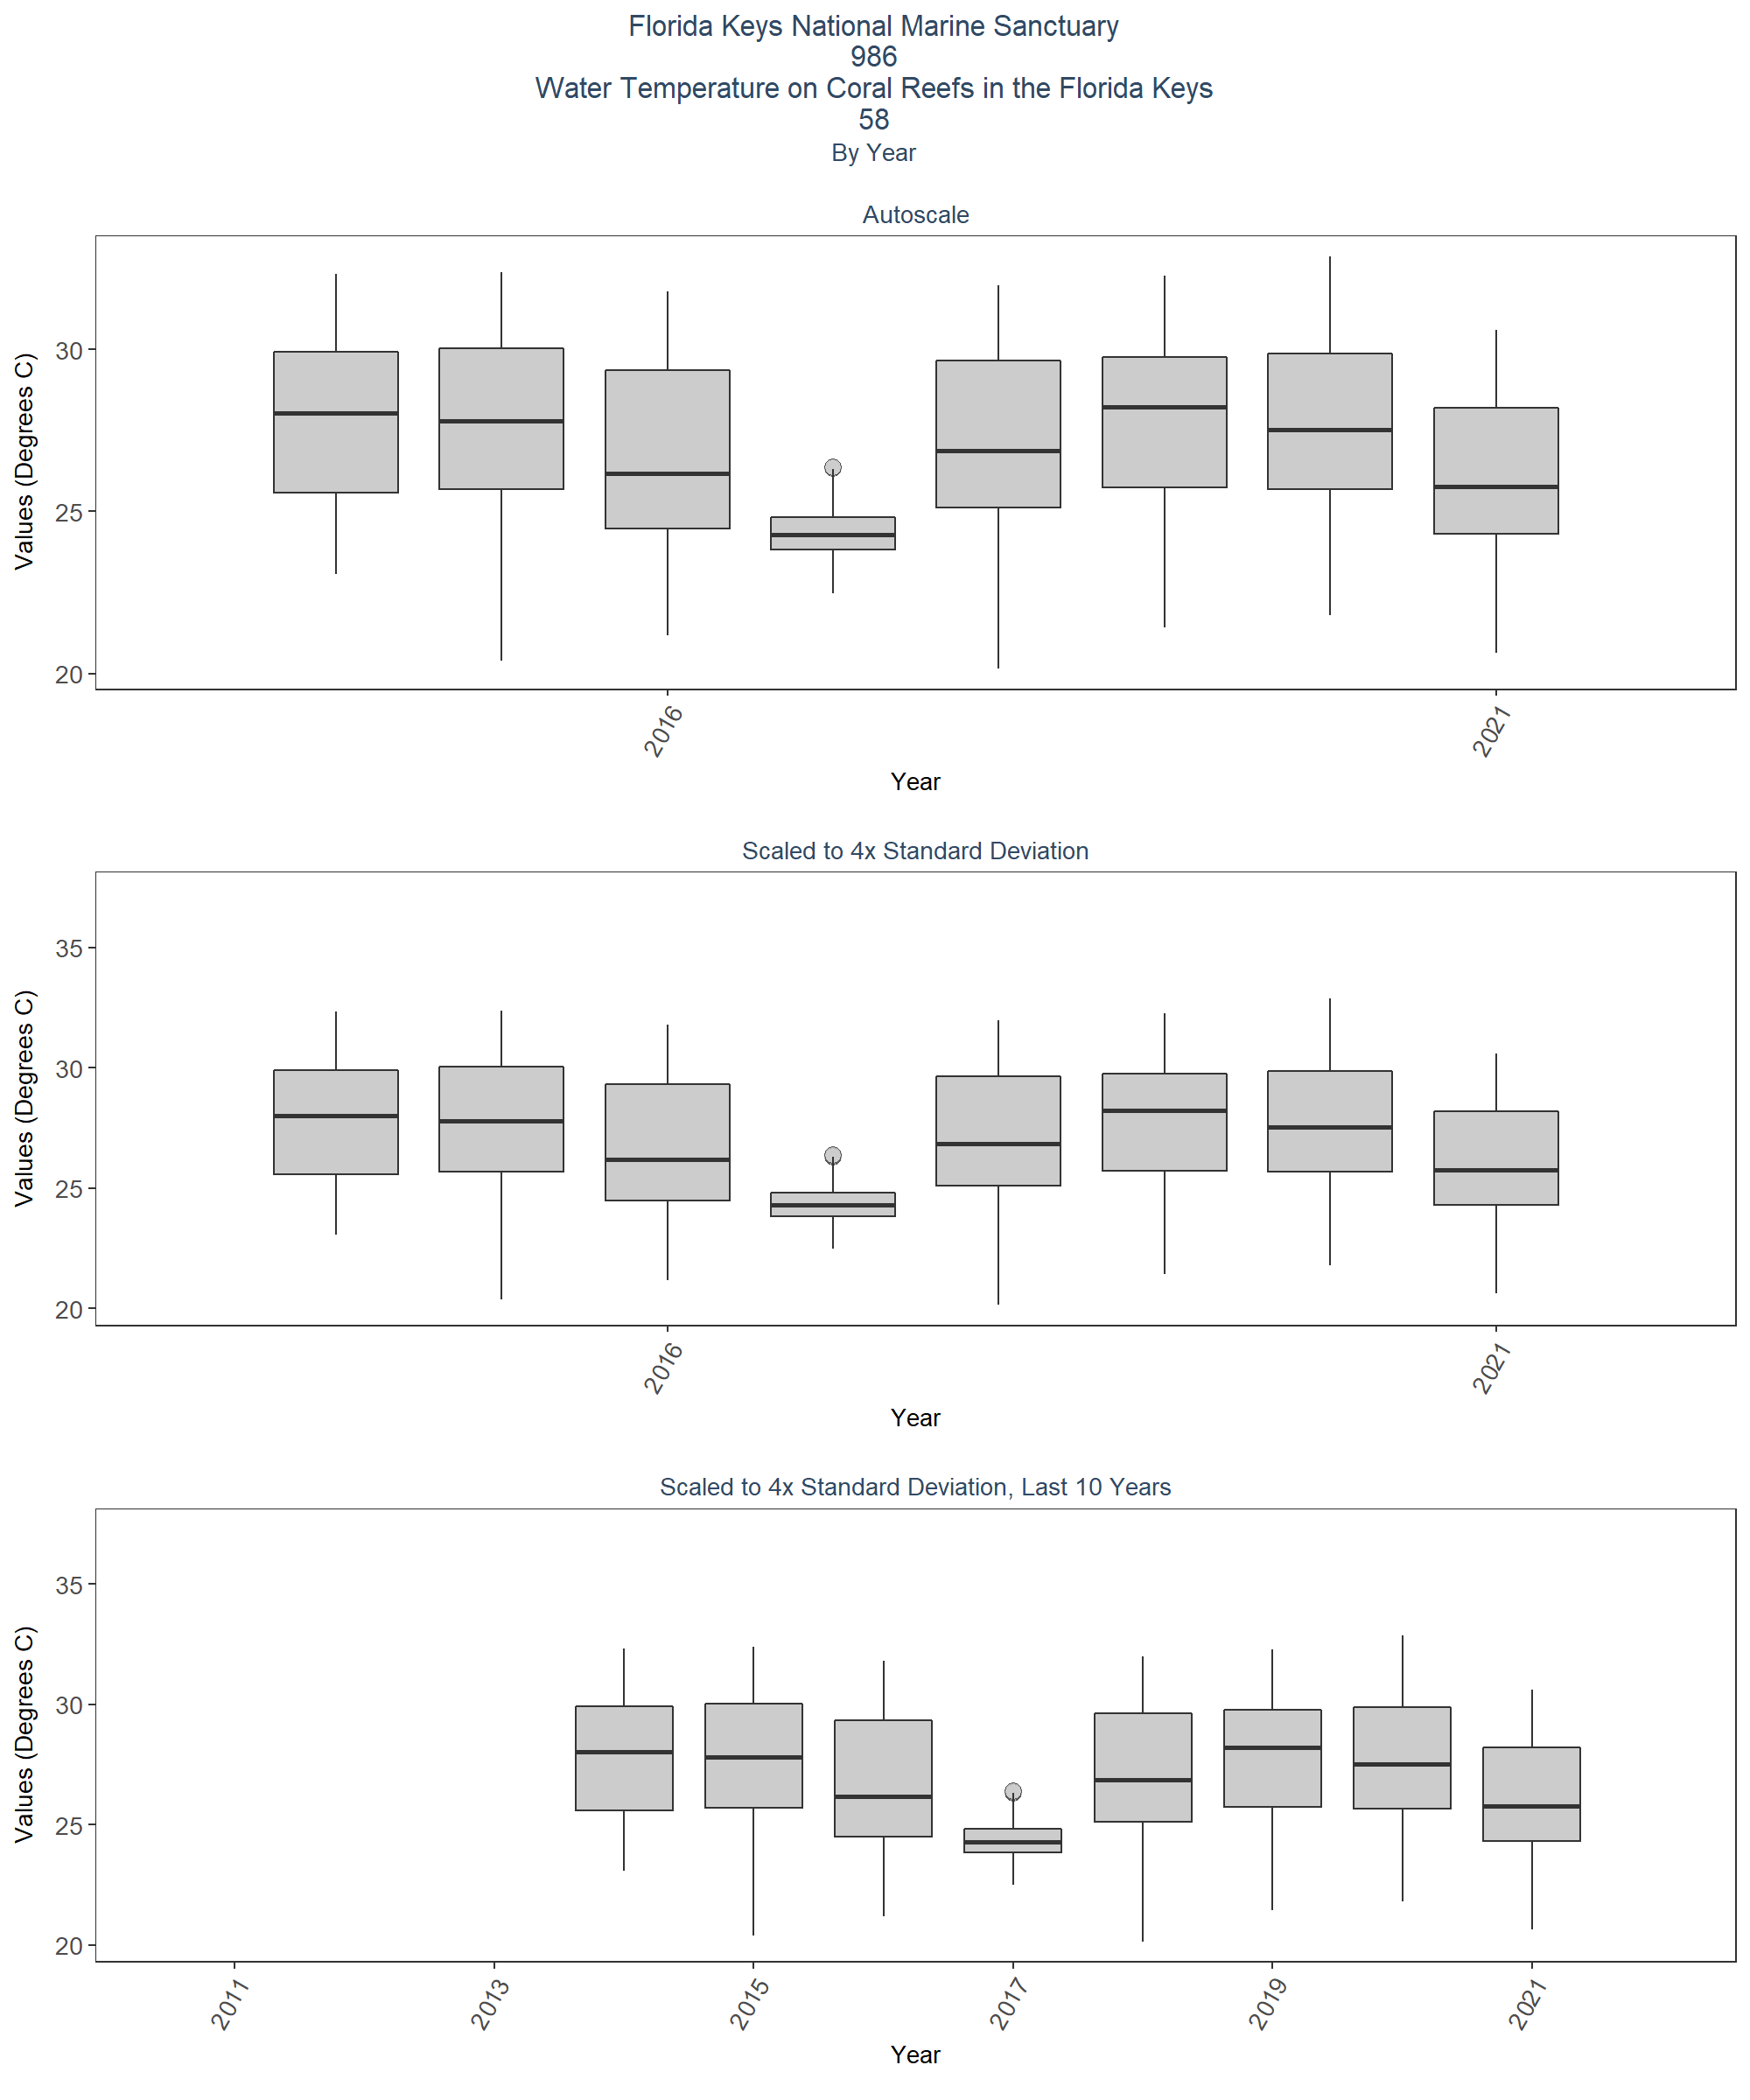 Florida Keys National Marine Sanctuary
986
Water Temperature on Coral Reefs in the Florida Keys
58
By Year
Autoscale
Values (Degrees C)
30
25
20
2016
2021
Year
Scaled to 4x Standard Deviation
Values (Degrees C)
35
30
25
20
2016
2021
Year
Scaled to 4x Standard Deviation, Last 10 Years
Values (Degrees C)
35
30
25
20
2011
2013
2015
2017
2019
2021
Year